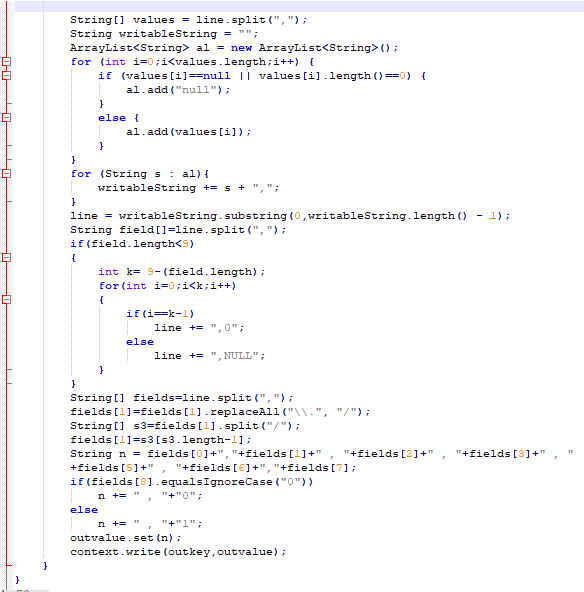 String[] values = line.split(",");
String writableString = "";
ArrayList<String> al = new ArrayList<String>();
for (int i=0;i<values.length;i++) {
if (values[i]==null || values[i].length()==0) {
al.add("null");
}
else {
al.add(values[i]);
}
}
for (String s : al){
writableString += s + ",";
}
line = writableString.substring(0,writableString.length() - 1);
String field[]=line.split(",");
if(field.length<9)
{
int k= 9-(field.length);
for(int i=0;i<k;i++)
{
if(i==k-1)
line += ",0";
else
line += ",NULL";
}
}
String[] fields=line.split(",");
fields[1]=fields[1].replaceAll("\\.", "/");
String[] s3=fields[1].split("/");
fields[1]=s3[s3.length-1];
String n = fields[0]+","+fields[1]+" , "+fields[2]+" , "+fields[3]+" , "
+fields[5]+" , "+fields[6]+","+fields[7];
if(fields[8].equalsIgnoreCase("0"))
n += " , "+"0";
else
n += " , "+"1";
outvalue.set(n);
context.write(outkey,outvalue);
}
}